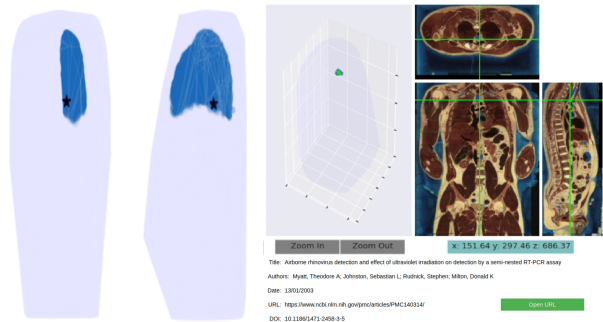 Zoom In Zoom Out x: 151.64 y: 297.46 z: 686.37
Title: Airborne rhinovirus detection and effect of ultraviolet irradiation on detection by a semi-nested RT-PCR assay
Authors: Myatt, Theodore A; Johnston, Sebastian L; Rudnick, Stephen; Milton, Donald K
Date: 13/01/2003
URL: https://www.ncbi.nlm.nih.gov/pmc/articles/PMC140314/ Open URL
DOI: 10.1186/1471-2458-3-5